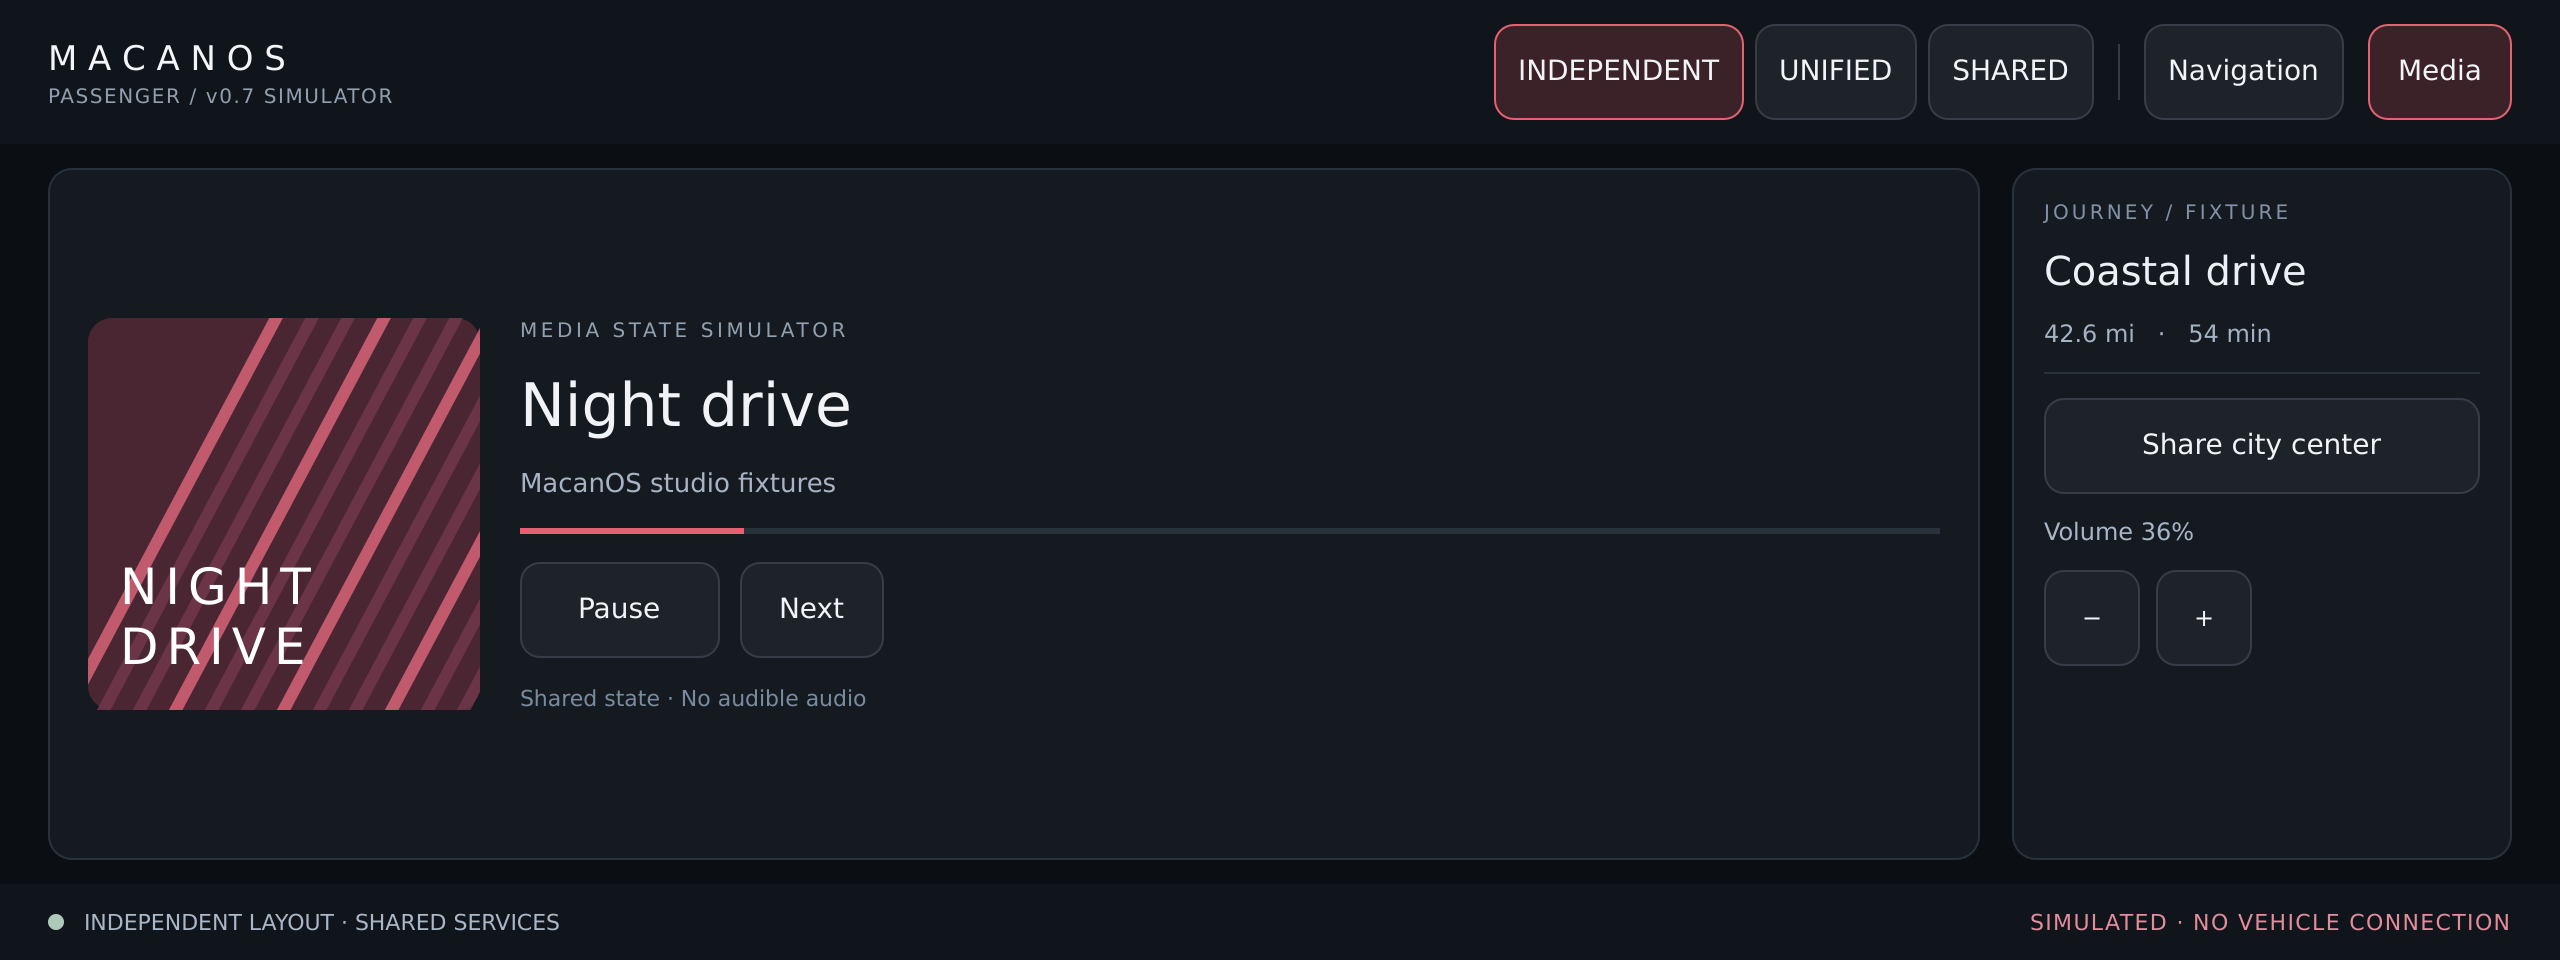 MACANOS
PASSENGER / v0.7 SIMULATOR
INDEPENDENT
UNIFIED
SHARED
Navigation
Media
NIGHT
DRIVE
MEDIA STATE SIMULATOR
Night drive
MacanOS studio fixtures
Pause
Next
Shared state · No audible audio
JOURNEY / FIXTURE
Coastal drive
42.6 mi · 54 min
Share city center
Volume 36%
−
+
INDEPENDENT LAYOUT · SHARED SERVICES
SIMULATED · NO VEHICLE CONNECTION